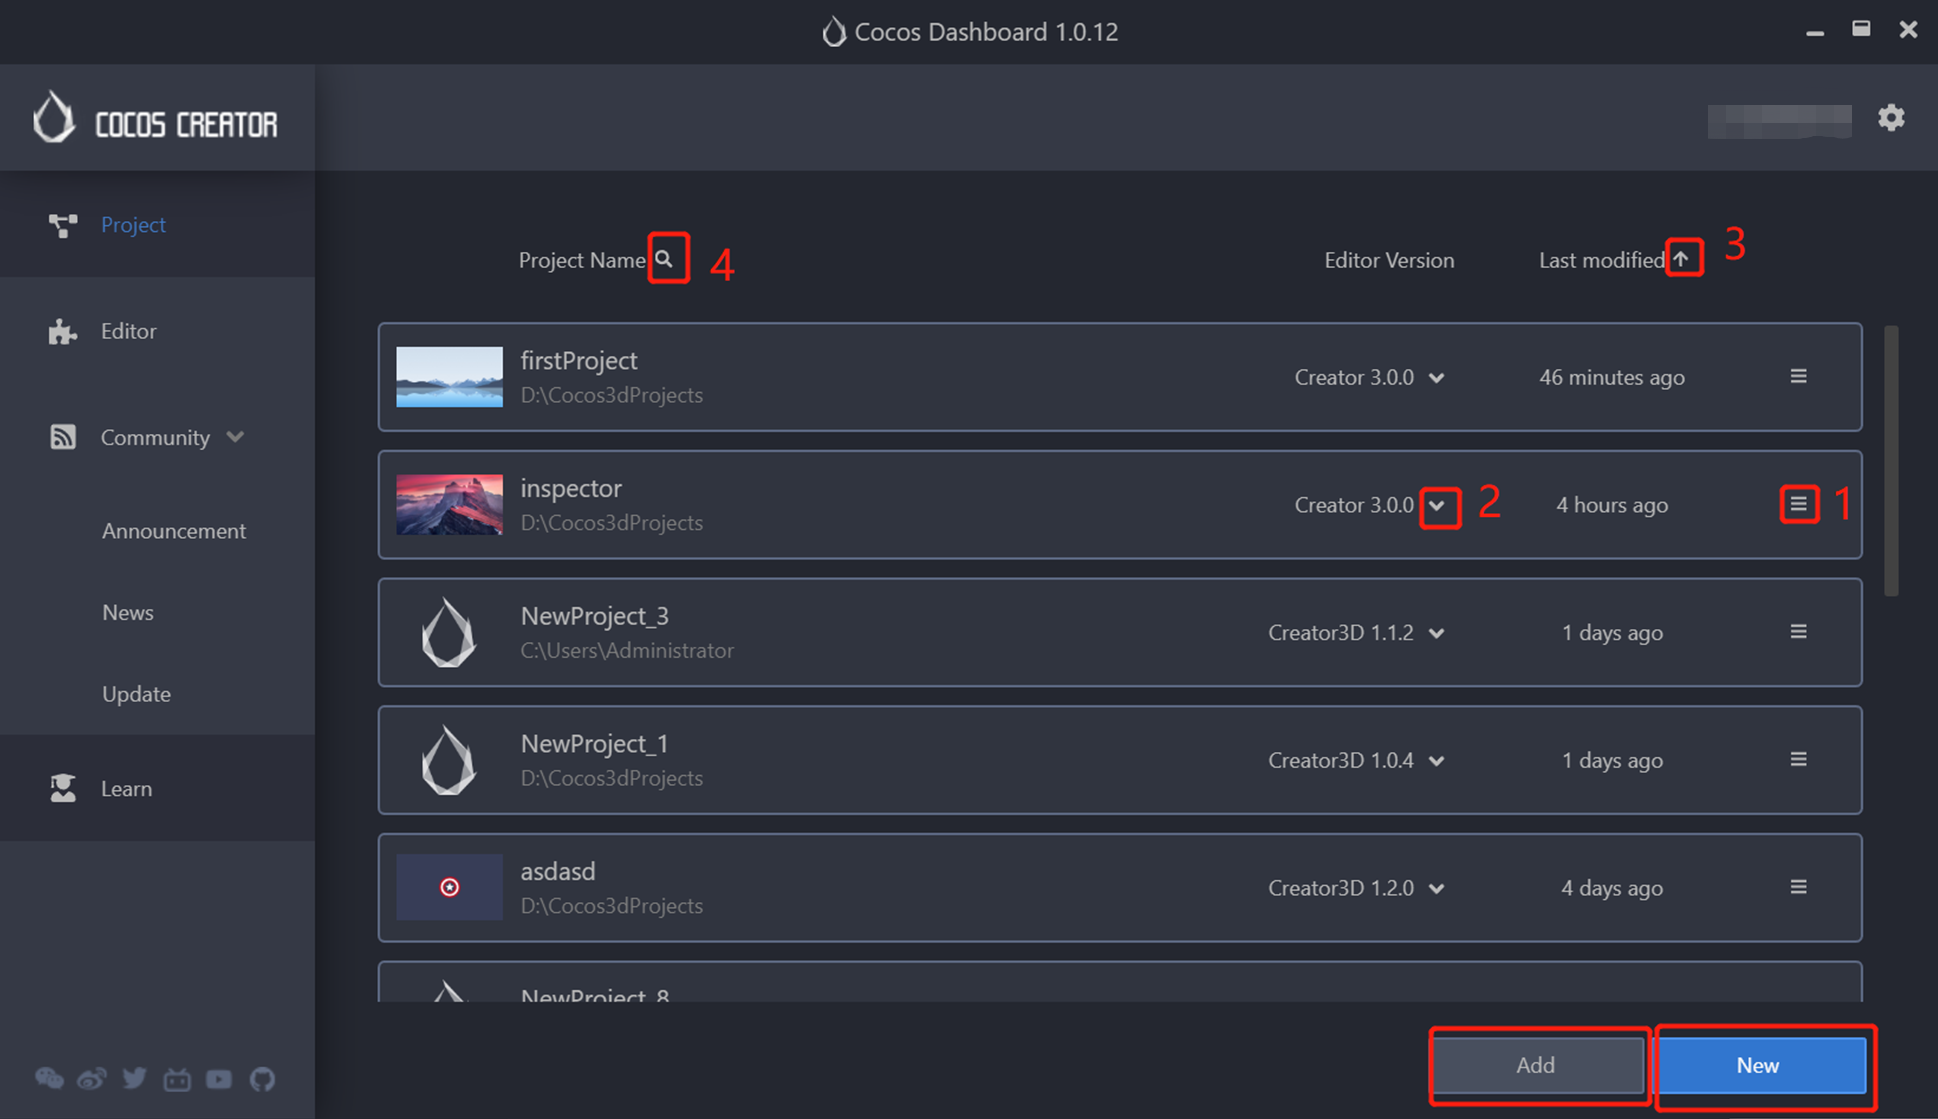 Cocos Dashboard 1.0.12
COCOS CREATOR
Project
Editor
Community
Announcement
News
Update
Learn
Project Name 4 Editor Version Last modified 3
firstProject
D:\Cocos3dProjects
Creator 3.0.0 46 minutes ago
inspector
D:\Cocos3dProjects
Creator 3.0.0 2 4 hours ago 1
NewProject_3
C:\Users\Administrator
Creator3D 1.1.2 1 days ago
NewProject_1
D:\Cocos3dProjects
Creator3D 1.0.4 1 days ago
asdasd
D:\Cocos3dProjects
Creator3D 1.2.0 4 days ago
NewProject_8
Add New